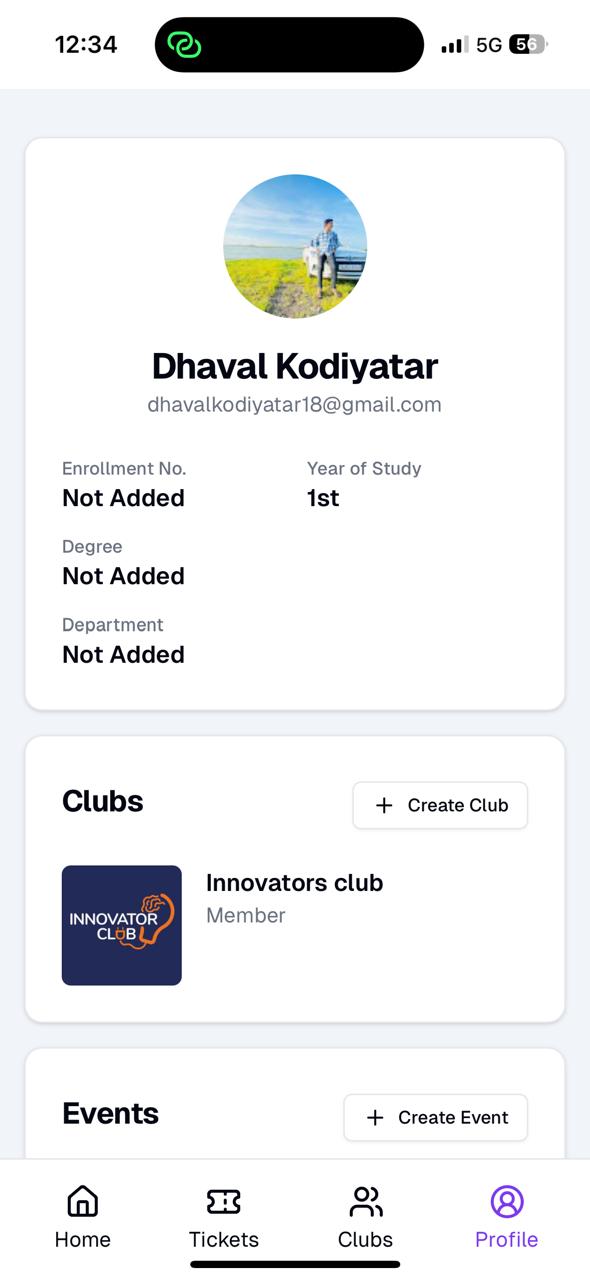 12:34
5G
56
Dhaval Kodiyatar
dhavalkodiyatar18@gmail.com
Enrollment No.
Not Added
Year of Study
1st
Degree
Not Added
Department
Not Added
Clubs
Create Club
INNOVATOR
CLUB
Innovators club
Member
Events
Create Event
Home
Tickets
Clubs
Profile